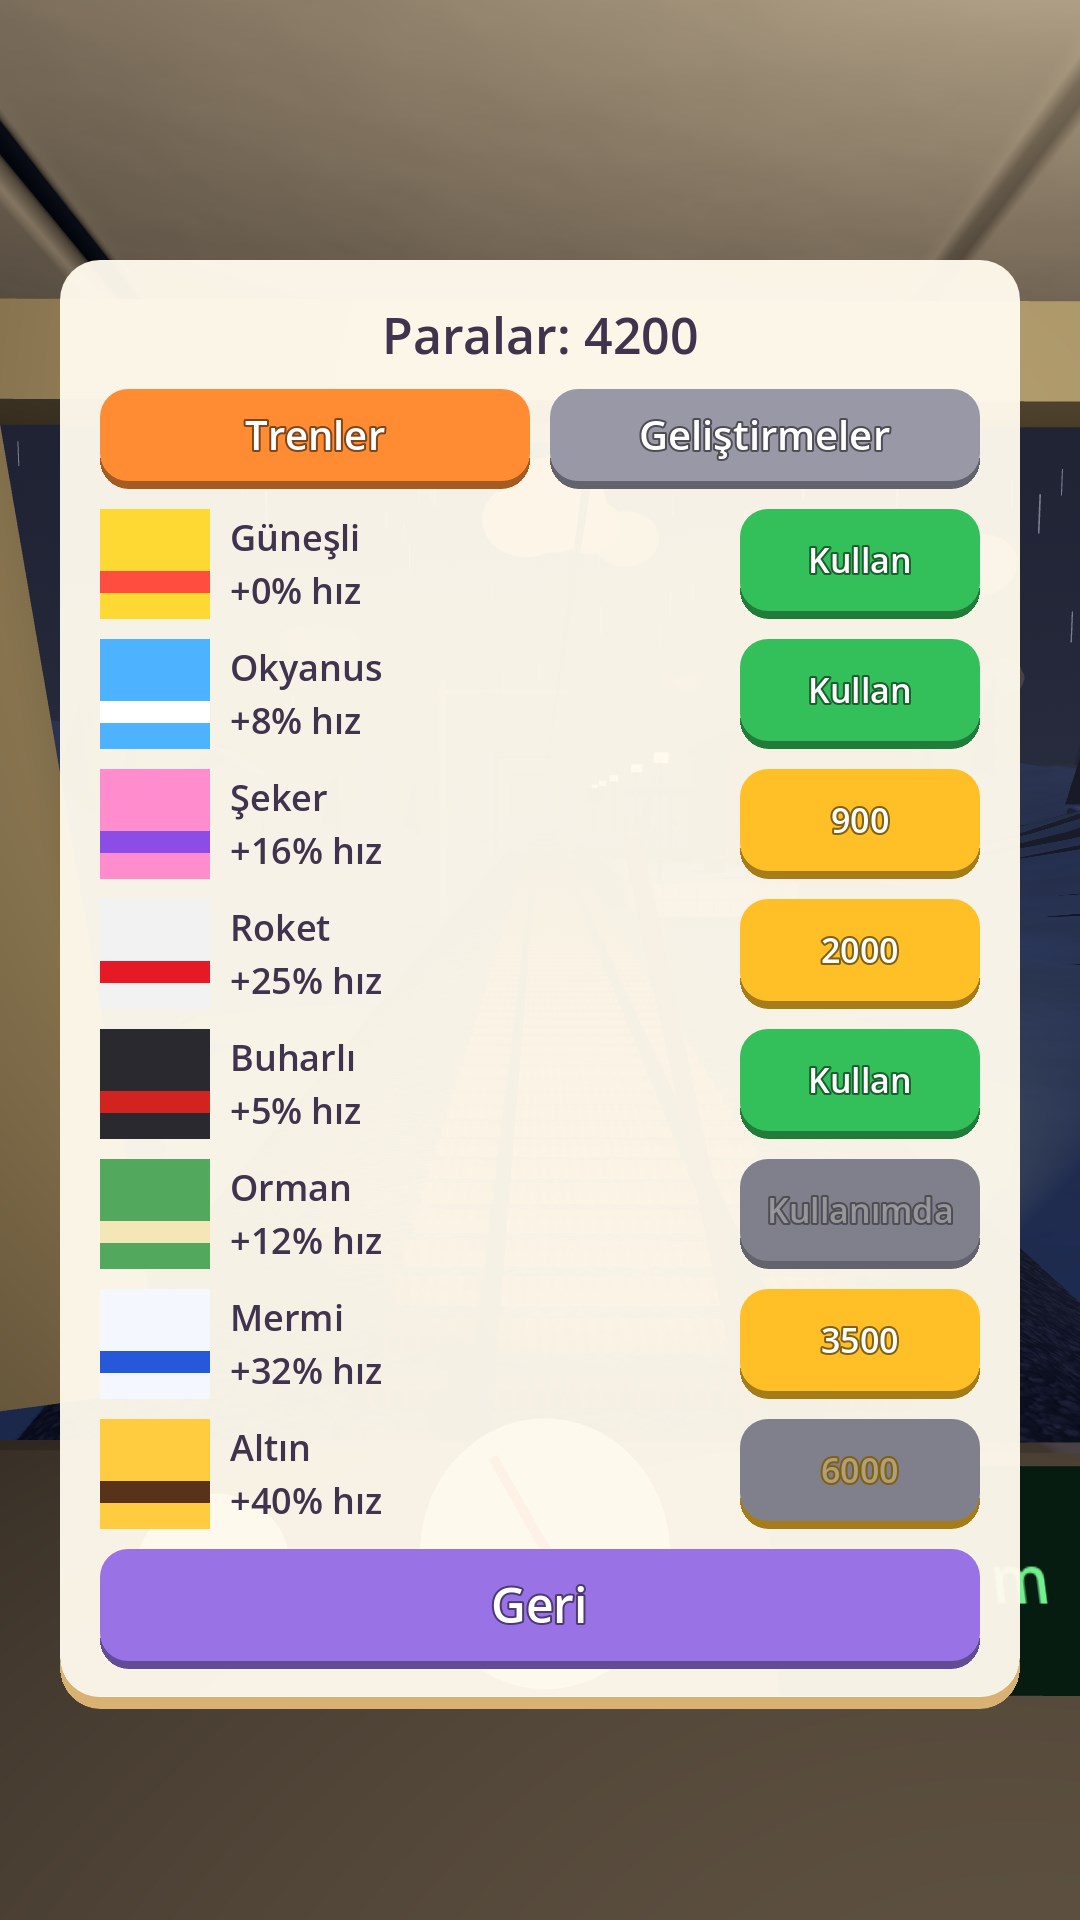 Paralar: 4200
Trenler
Geliştirmeler
Güneşli
+0% hız
Kullan
Okyanus
+8% hız
Kullan
Şeker
+16% hız
900
Roket
+25% hız
2000
Buharlı
+5% hız
Kullan
Orman
+12% hız
Kullanımda
Mermi
+32% hız
3500
Altın
+40% hız
6000
Geri
m